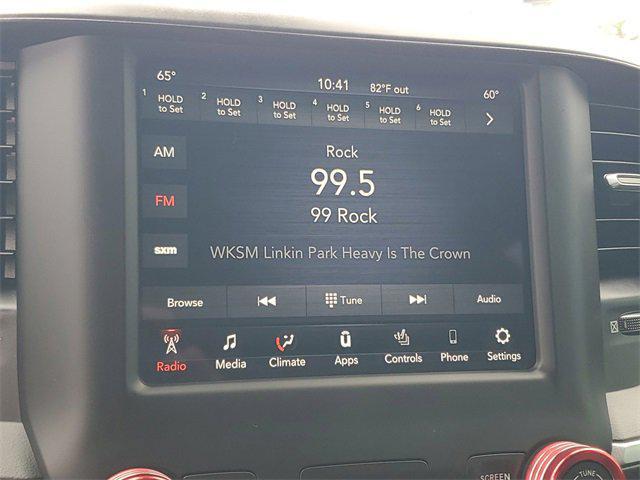 65° 10:41 82°F out 60°
1 HOLD to Set 2 HOLD to Set 3 HOLD to Set 4 HOLD to Set 5 HOLD to Set 6 HOLD to Set
AM
Rock
FM
99.5
99 Rock
sxm
WKSM Linkin Park Heavy Is The Crown
Browse Tune Audio
Radio Media Climate Apps Controls Phone Settings
SCREEN
TUNE